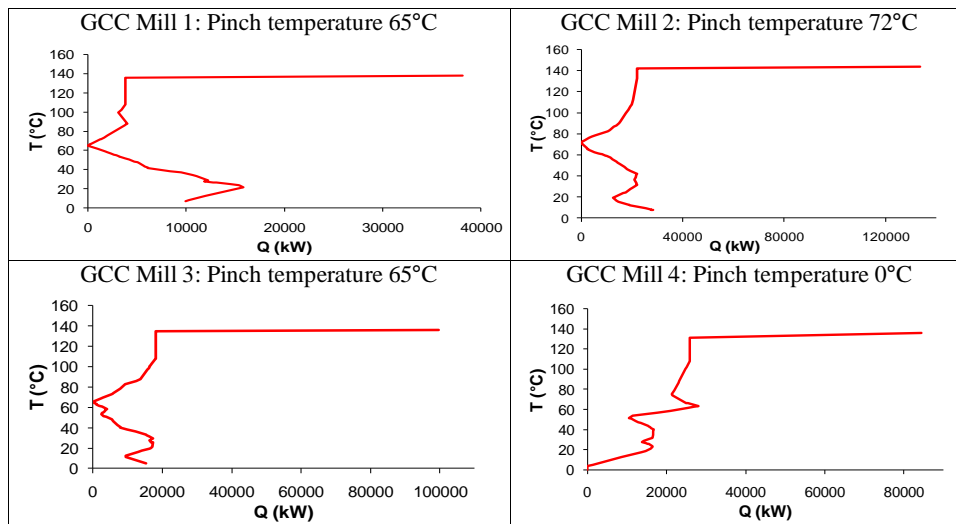 GCC Mill 1: Pinch temperature 65°C
160
140
120
100
80
60
40
20
0
T (°C)
0 10000 20000 30000 40000
Q (kW)
GCC Mill 2: Pinch temperature 72°C
160
140
120
100
80
60
40
20
0
T (°C)
0 40000 80000 120000
Q (kW)
GCC Mill 3: Pinch temperature 65°C
160
140
120
100
80
60
40
20
0
T (°C)
0 20000 40000 60000 80000 100000
Q (kW)
GCC Mill 4: Pinch temperature 0°C
160
140
120
100
80
60
40
20
0
T (°C)
0 20000 40000 60000 80000
Q (kW)